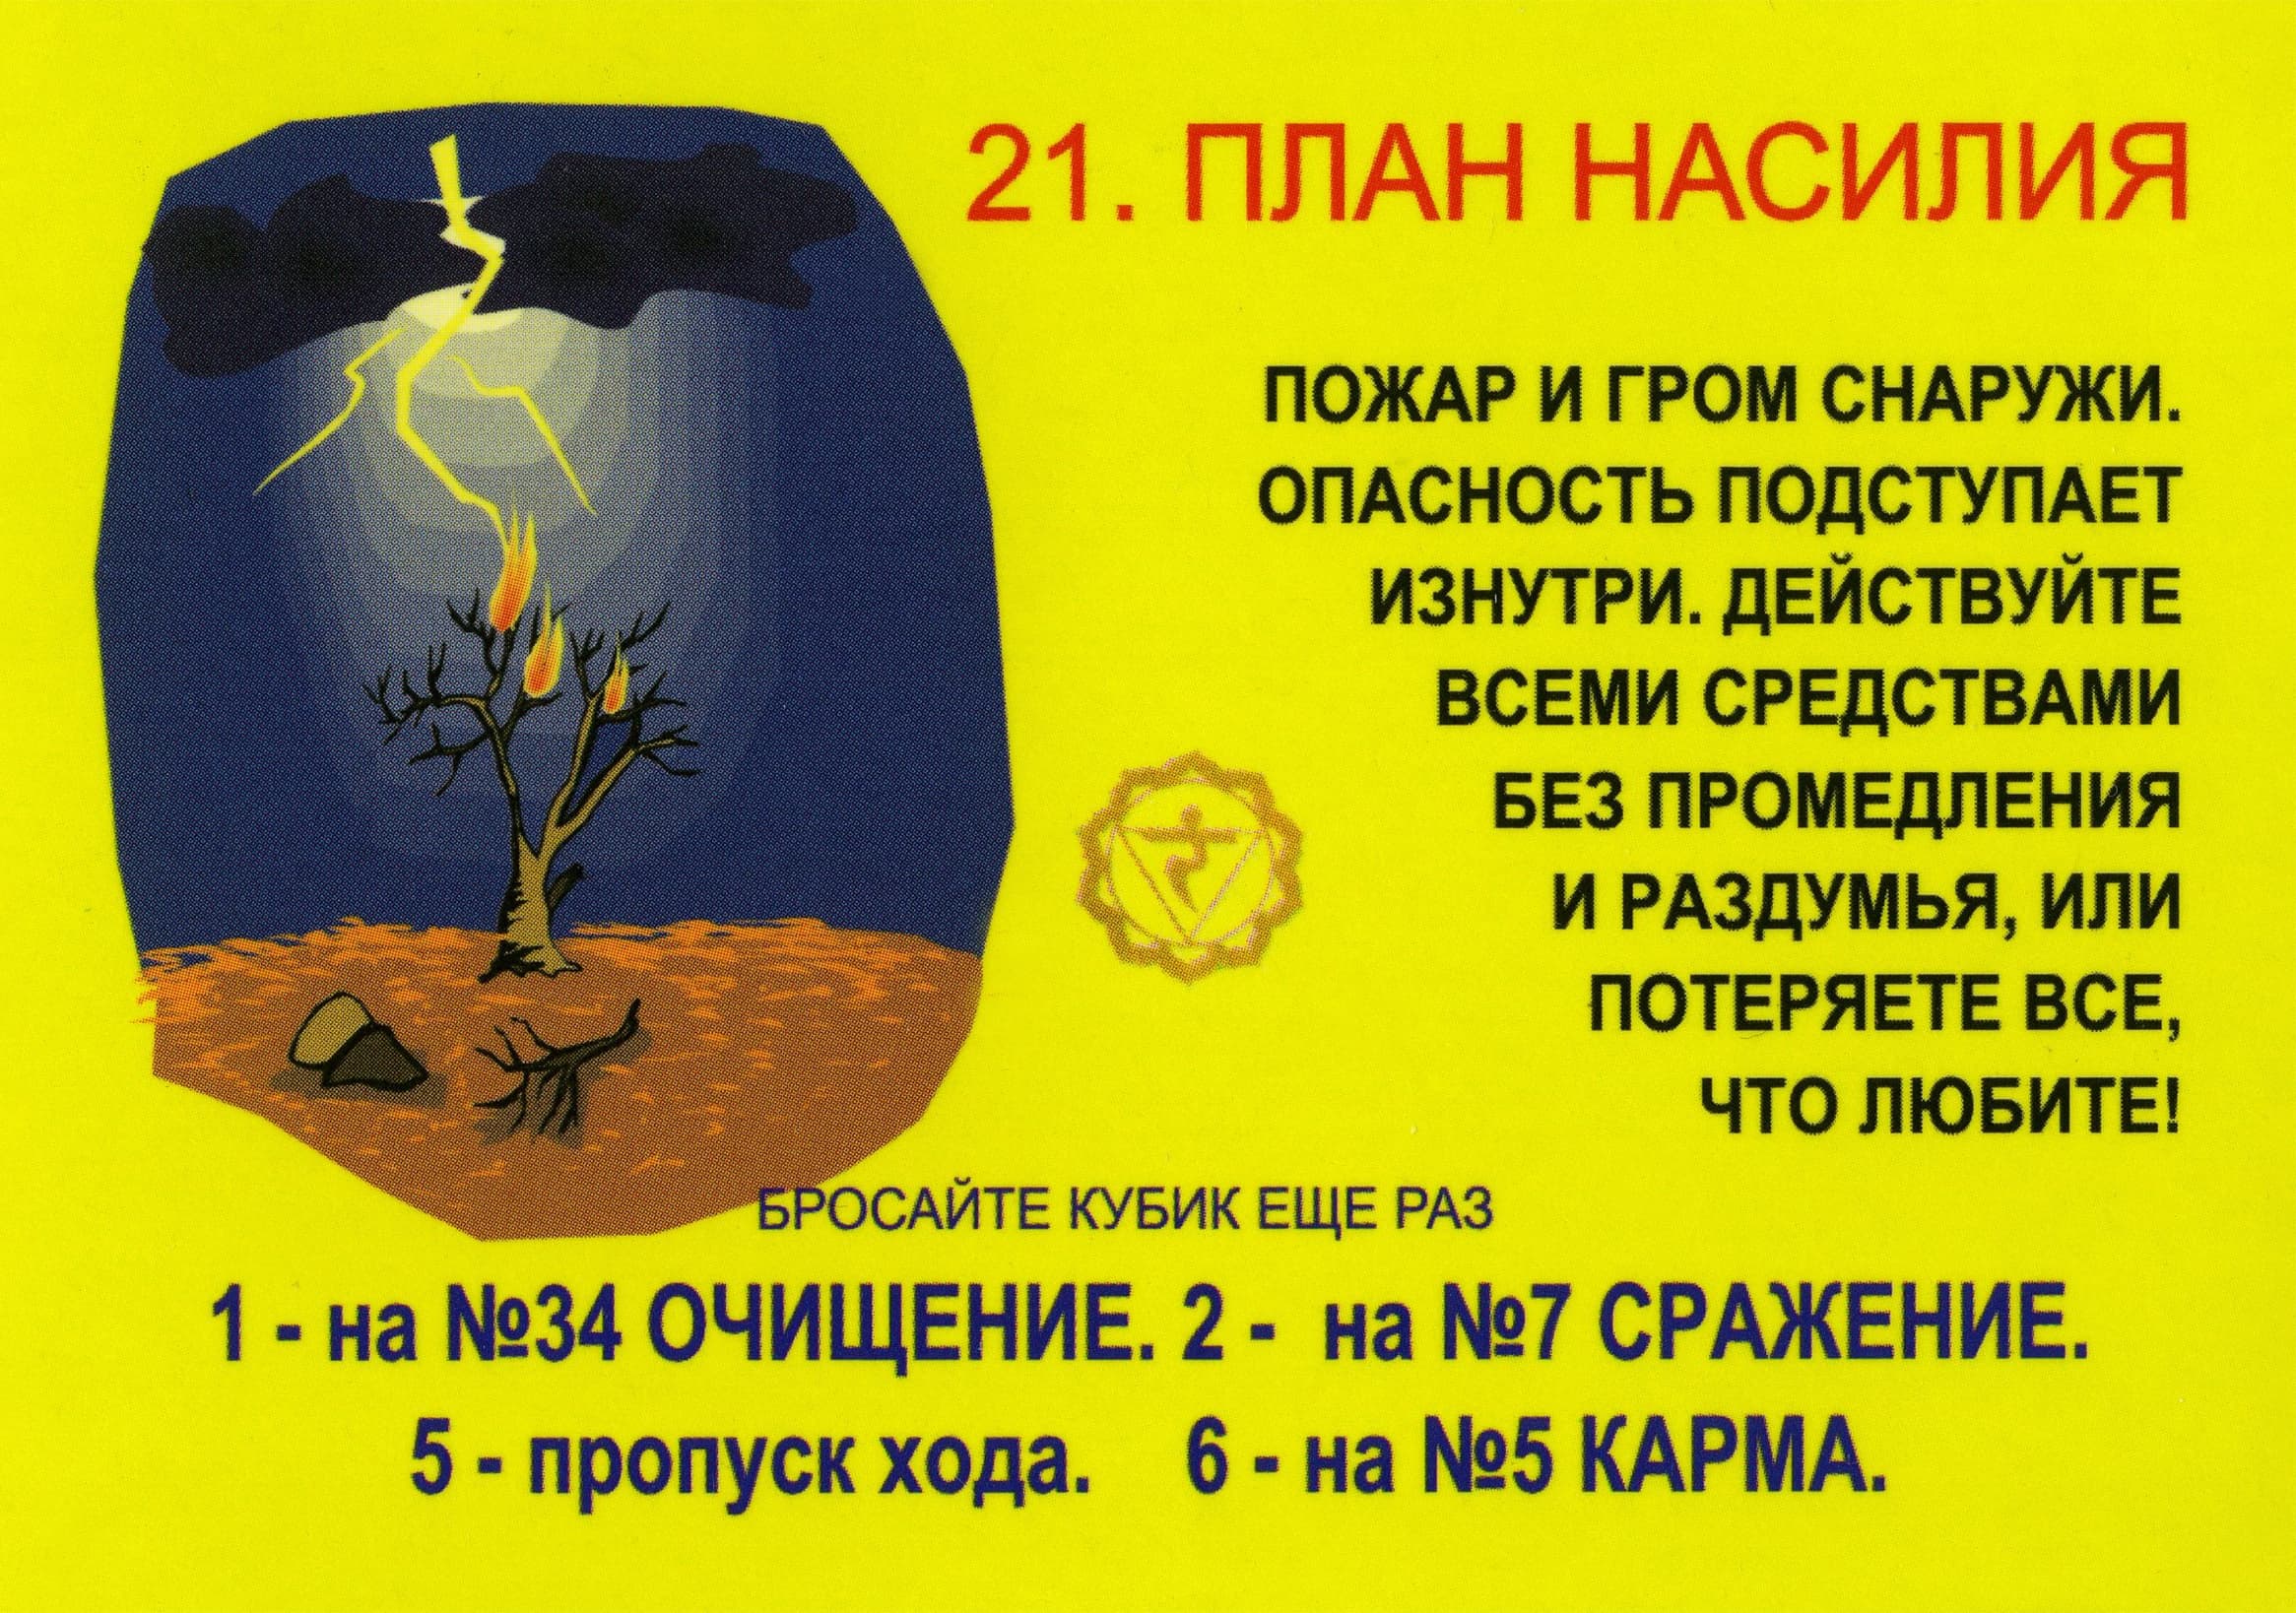 21. ПЛАН НАСИЛИЯ
ПОЖАР И ГРОМ СНАРУЖИ.
ОПАСНОСТЬ ПОДСТУПАЕТ
ИЗНУТРИ. ДЕЙСТВУЙТЕ
ВСЕМИ СРЕДСТВАМИ
БЕЗ ПРОМЕДЛЕНИЯ
И РАЗДУМЬЯ, ИЛИ
ПОТЕРЯЕТЕ ВСЕ,
ЧТО ЛЮБИТЕ!
БРОСАЙТЕ КУБИК ЕЩЕ РАЗ
1 - на №34 ОЧИЩЕНИЕ. 2 - на №7 СРАЖЕНИЕ.
5 - пропуск хода. 6 - на №5 КАРМА.